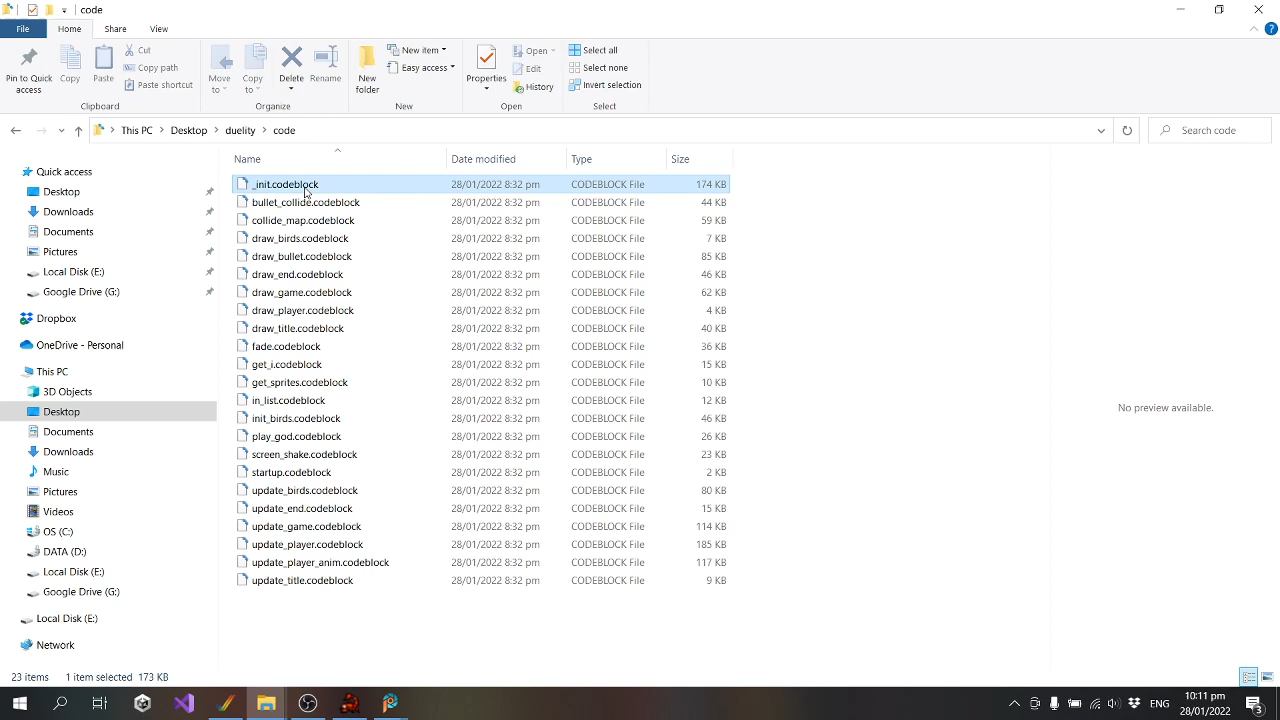 code
File Home Share View
Pin to Quick access
Copy
Paste
Cut
Copy path
Paste shortcut
Clipboard
Move to
Copy to
Delete
Rename
Organize
New folder
New item
Easy access
New
Properties
Open
Edit
History
Open
Select all
Select none
Invert selection
Select
This PC > Desktop > duelity > code
Search code
Name Date modified Type Size
_init.codeblock 28/01/2022 8:32 pm CODEBLOCK File 174 KB
bullet_collide.codeblock 28/01/2022 8:32 pm CODEBLOCK File 44 KB
collide_map.codeblock 28/01/2022 8:32 pm CODEBLOCK File 59 KB
draw_birds.codeblock 28/01/2022 8:32 pm CODEBLOCK File 7 KB
draw_bullet.codeblock 28/01/2022 8:32 pm CODEBLOCK File 85 KB
draw_end.codeblock 28/01/2022 8:32 pm CODEBLOCK File 46 KB
draw_game.codeblock 28/01/2022 8:32 pm CODEBLOCK File 62 KB
draw_player.codeblock 28/01/2022 8:32 pm CODEBLOCK File 4 KB
draw_title.codeblock 28/01/2022 8:32 pm CODEBLOCK File 40 KB
fade.codeblock 28/01/2022 8:32 pm CODEBLOCK File 36 KB
get_i.codeblock 28/01/2022 8:32 pm CODEBLOCK File 15 KB
get_sprites.codeblock 28/01/2022 8:32 pm CODEBLOCK File 10 KB
in_list.codeblock 28/01/2022 8:32 pm CODEBLOCK File 12 KB
init_birds.codeblock 28/01/2022 8:32 pm CODEBLOCK File 46 KB
play_god.codeblock 28/01/2022 8:32 pm CODEBLOCK File 26 KB
screen_shake.codeblock 28/01/2022 8:32 pm CODEBLOCK File 23 KB
startup.codeblock 28/01/2022 8:32 pm CODEBLOCK File 2 KB
update_birds.codeblock 28/01/2022 8:32 pm CODEBLOCK File 80 KB
update_end.codeblock 28/01/2022 8:32 pm CODEBLOCK File 15 KB
update_game.codeblock 28/01/2022 8:32 pm CODEBLOCK File 114 KB
update_player.codeblock 28/01/2022 8:32 pm CODEBLOCK File 185 KB
update_player_anim.codeblock 28/01/2022 8:32 pm CODEBLOCK File 117 KB
update_title.codeblock 28/01/2022 8:32 pm CODEBLOCK File 9 KB
Quick access
Desktop
Downloads
Documents
Pictures
Local Disk (E:)
Google Drive (G:)
Dropbox
OneDrive - Personal
This PC
3D Objects
Desktop
Documents
Downloads
Music
Pictures
Videos
OS (C:)
DATA (D:)
Local Disk (E:)
Google Drive (G:)
Local Disk (E:)
Network
No preview available.
23 items 1 item selected 173 KB
ENG
10:11 pm
28/01/2022
3